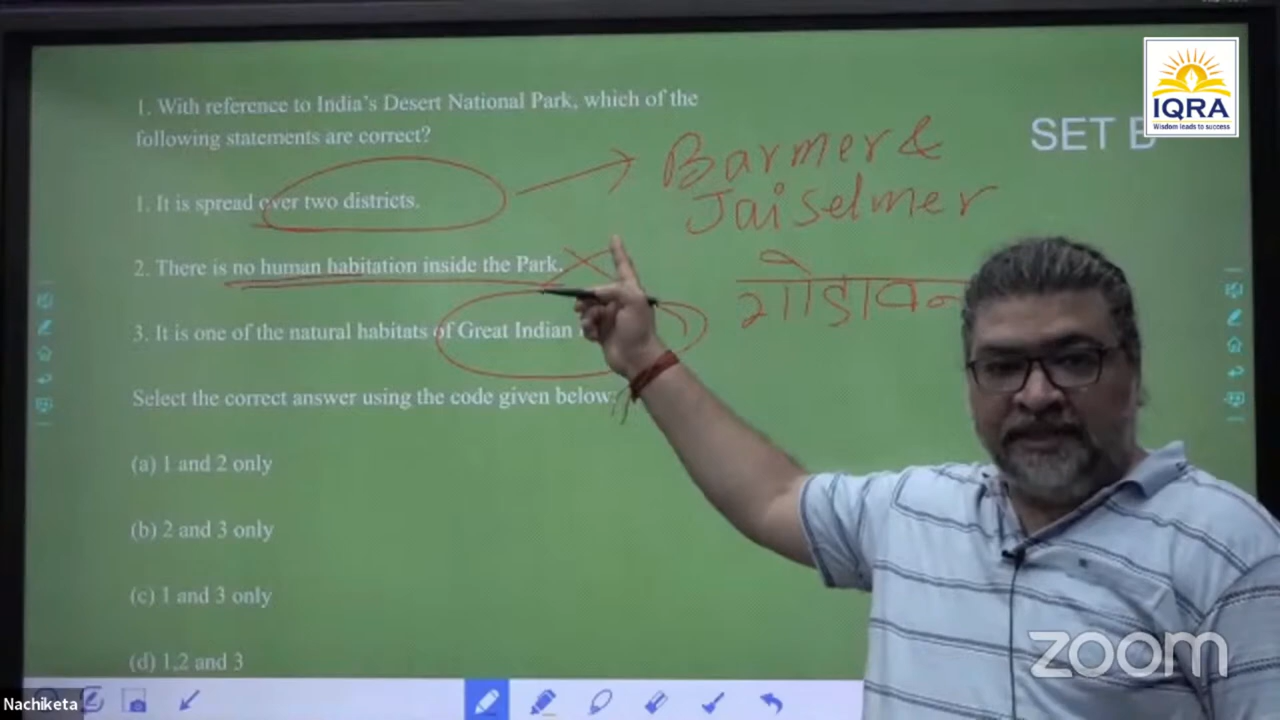 IQRA
Wisdom leads to success
SET B
1. With reference to India's Desert National Park, which of the
following statements are correct?
1. It is spread over two districts.
Barmer &
Jaiselmer
2. There is no human habitation inside the Park.
गोडावन
3. It is one of the natural habitats of Great Indian
Select the correct answer using the code given below:
(a) 1 and 2 only
(b) 2 and 3 only
(c) 1 and 3 only
(d) 1,2 and 3
zoom
Nachiketa